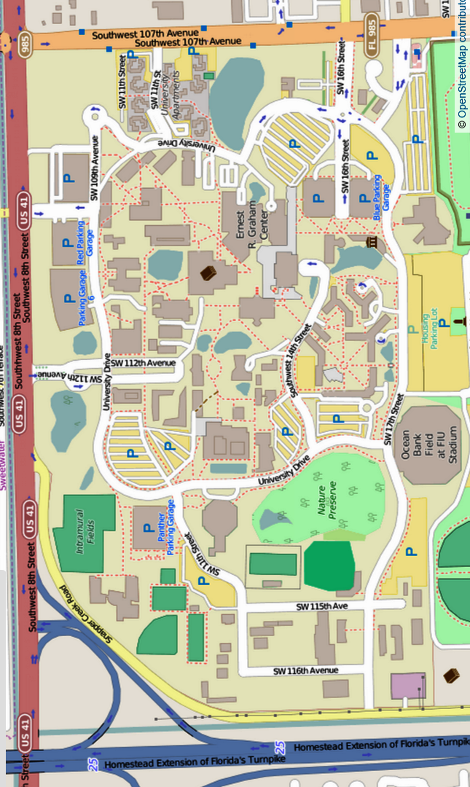 Southwest 107th Avenue
Southwest 107th Avenue
985
FL 985
SW 1
© OpenStreetMap contribut
SW 11th Street
SW 11th St
University
Apartments
SW 16th Street
P
P
University Drive
P
P
SW 109th Avenue
P
SW 16th Street
P
P
Blue Parking
Garage
US 41
Southwest 8th Street
Southwest 8th Street
P
Red Parking
Garage
Ernest
R. Graham
Center
P
Parking Garage
6
Southwest 14th Street
P
Housing
Parking Lot
P
SW 112th Avenue
SW 112th Avenue
University Drive
Sweetwater
US 41
SW 17th Street
P
P
P
P
Ocean
Bank
Field
at FIU
Stadium
University Drive
Nature
Preserve
US 41
Southwest 8th Street
Intramural
Fields
P
Panther
Parking Garage
SW 11th Street
P
P
Snapper Creek Road
SW 115th Ave
SW 116th Avenue
US 41
25
25
Homestead Extension of Florida's Turnpike
Homestead Extension of Florida's Turnpik
n Street